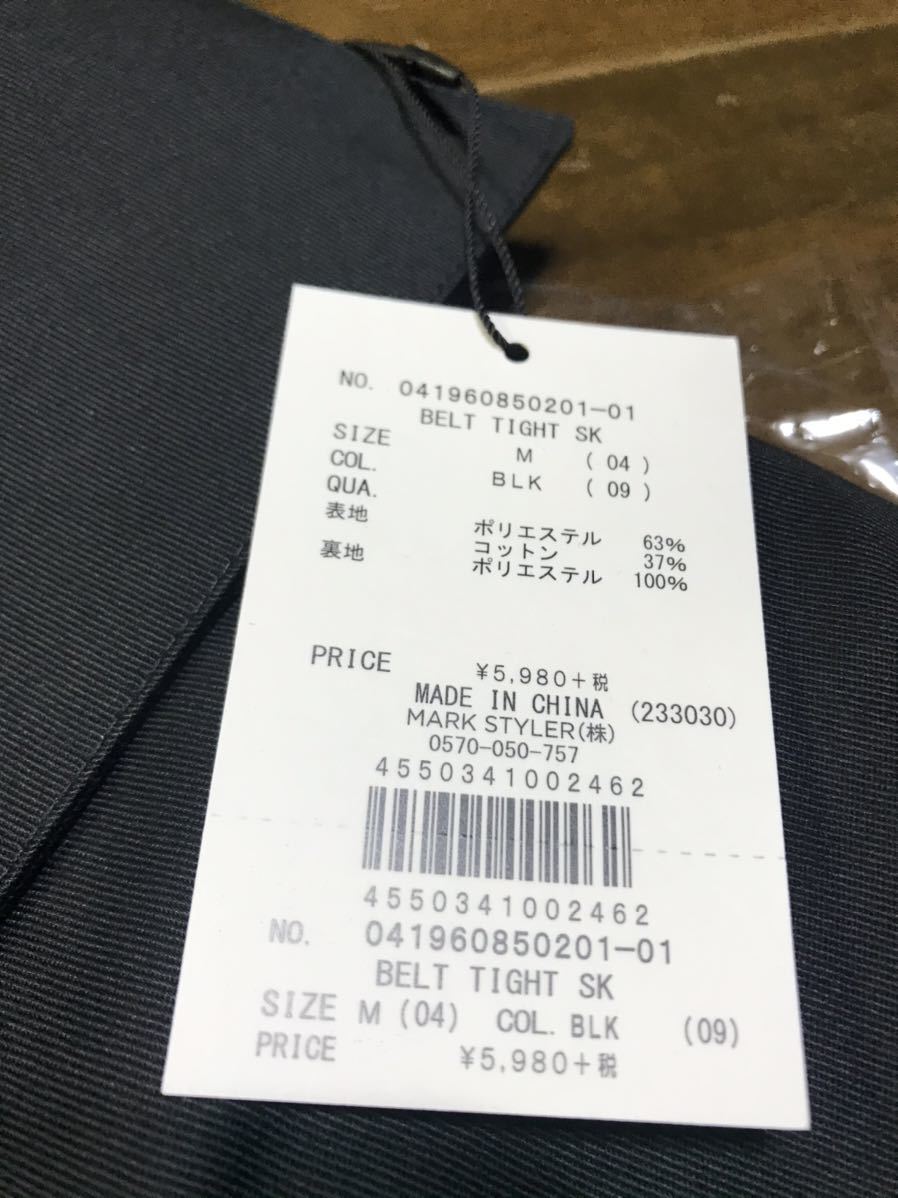 NO. 041960850201-01
BELT TIGHT SK
SIZE M (04)
COL. BLK (09)
QUA.
表地 ポリエステル 63%
コットン 37%
裏地 ポリエステル 100%
PRICE ¥5,980+税
MADE IN CHINA (233030)
MARK STYLER(株)
0570-050-757
4550341002462
4550341002462
NO. 041960850201-01
BELT TIGHT SK
SIZE M (04) COL. BLK (09)
PRICE ¥5,980+税